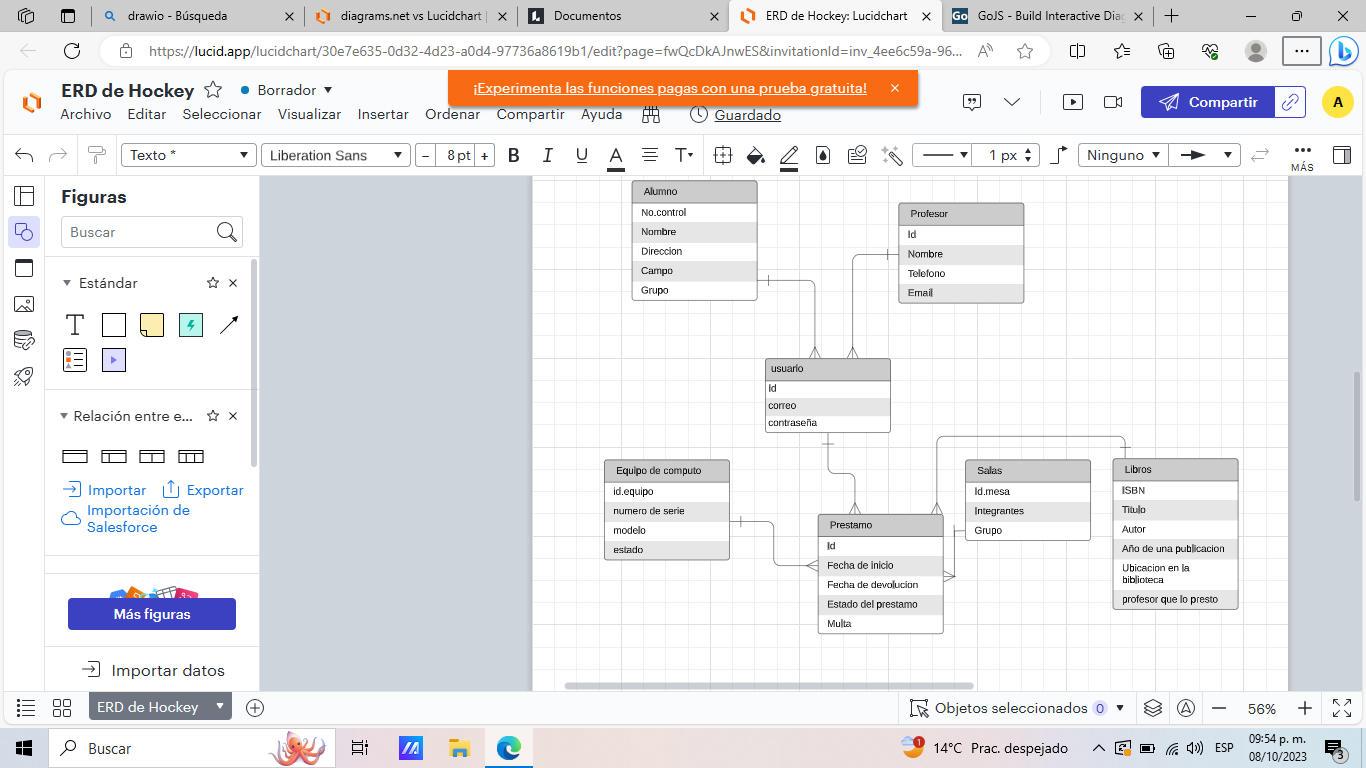 drawio - Búsqueda
diagrams.net vs Lucidchart |
Documentos
ERD de Hockey: Lucidchart
GoJS - Build Interactive Diag
https://lucid.app/lucidchart/30e7e635-0d32-4d23-a0d4-97736a8619b1/edit?page=fwQcDkAJnwES&invitationId=inv_4ee6c59a-96...
ERD de Hockey
Borrador
¡Experimenta las funciones pagas con una prueba gratuita!
Compartir
A
Archivo Editar Seleccionar Visualizar Insertar Ordenar Compartir Ayuda Guardado
Texto *
Liberation Sans
- 8 pt +
B I U A T
1 px
Ninguno
MÁS
Figuras
Buscar
Estándar
T
Relación entre e...
Importar
Exportar
Importación de
Salesforce
Más figuras
Importar datos
Alumno
No.control
Nombre
Direccion
Campo
Grupo
Profesor
Id
Nombre
Telefono
Email
usuario
Id
correo
contraseña
Equipo de computo
id.equipo
numero de serie
modelo
estado
Prestamo
Id
Fecha de inicio
Fecha de devolucion
Estado del prestamo
Multa
Salas
Id.mesa
Integrantes
Grupo
Libros
ISBN
Titulo
Autor
Año de una publicacion
Ubicacion en la
biblioteca
profesor que lo presto
ERD de Hockey
Objetos seleccionados 0
56%
Buscar
1
14°C Prac. despejado
ESP
09:54 p. m.
08/10/2023
3